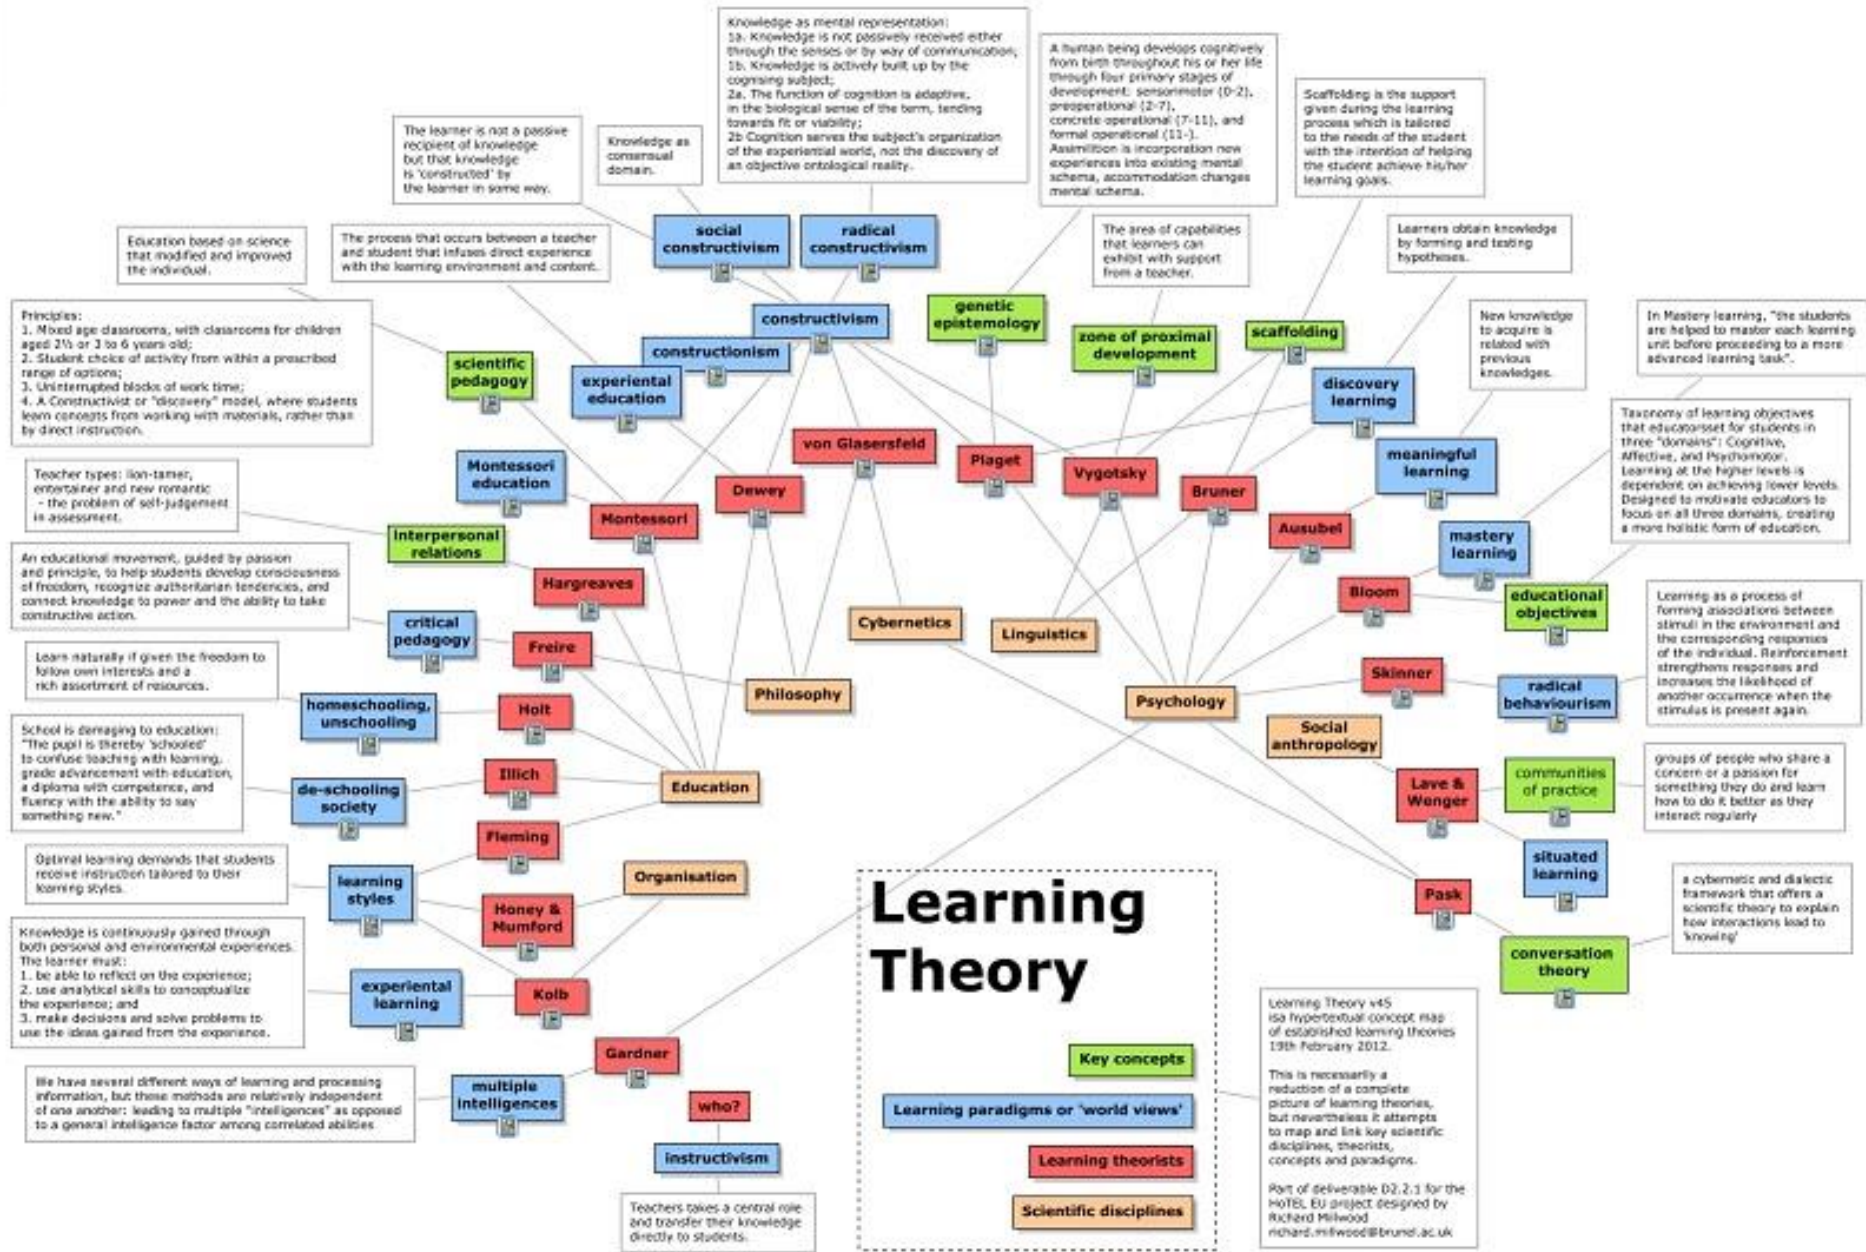 Knowledge as mental representation:
1a. Knowledge is not passively received either
through the senses or by way of communication;
1b. Knowledge is actively built up by the
cognising subject;
2a. The function of cognition is adaptive,
in the biological sense of the term, tending
towards fit or viability;
2b Cognition serves the subject's organization
of the experiential world, not the discovery of
an objective ontological reality.
A human being develops cognitively
from birth throughout his or her life
through four primary stages of
development: sensorimotor (0-2),
preoperational (2-7),
concrete operational (7-11), and
formal operational (11-).
Assimilition is incorporation new
experiences into existing mental
schema, accommodation changes
mental schema.
Scaffolding is the support
given during the learning
process which is tailored
to the needs of the student
with the intention of helping
the student achieve his/her
learning goals.
The learner is not a passive
recipient of knowledge
but that knowledge
is 'constructed' by
the learner in some way.
Knowledge as
consensual
domain.
social
constructivism
radical
constructivism
The area of capabilities
that learners can
exhibit with support
from a teacher.
Learners obtain knowledge
by forming and testing
hypotheses.
Education based on science
that modified and improved
the individual.
The process that occurs between a teacher
and student that infuses direct experience
with the learning environment and content.
Principles:
1. Mixed age classrooms, with classrooms for children
aged 2½ or 3 to 6 years old;
2. Student choice of activity from within a prescribed
range of options;
3. Uninterrupted blocks of work time;
4. A Constructivist or "discovery" model, where students
learn concepts from working with materials, rather than
by direct instruction.
constructivism
constructionism
genetic
epistemology
zone of proximal
development
scaffolding
New knowledge
to acquire is
related with
previous
knowledges.
In Mastery learning, "the students
are helped to master each learning
unit before proceeding to a more
advanced learning task".
scientific
pedagogy
experiental
education
discovery
learning
Taxonomy of learning objectives
that educatorsset for students in
three "domains": Cognitive,
Affective, and Psychomotor.
Learning at the higher levels is
dependent on achieving lower levels.
Designed to motivate educators to
focus on all three domains, creating
a more holistic form of education.
Teacher types: lion-tamer,
entertainer and new romantic
- the problem of self-judgement
in assessment.
Montessori
education
von Glasersfeld
Piaget
Vygotsky
meaningful
learning
Dewey
Bruner
Montessori
Ausubel
interpersonal
relations
mastery
learning
An educational movement, guided by passion
and principle, to help students develop consciousness
of freedom, recognize authoritarian tendencies, and
connect knowledge to power and the ability to take
constructive action.
Hargreaves
Bloom
educational
objectives
Learning as a process of
forming associations between
stimuli in the environment and
the corresponding responses
of the individual. Reinforcement
strengthens responses and
increases the likelihood of
another occurrence when the
stimulus is present again.
critical
pedagogy
Freire
Cybernetics
Linguistics
Learn naturally if given the freedom to
follow own interests and a
rich assortment of resources.
Philosophy
Psychology
Skinner
radical
behaviourism
homeschooling,
unschooling
Holt
Social
anthropology
School is damaging to education:
"The pupil is thereby 'schooled'
to confuse teaching with learning,
grade advancement with education,
a diploma with competence, and
fluency with the ability to say
something new."
Illich
Education
de-schooling
society
Lave &
Wenger
communities
of practice
groups of people who share a
concern or a passion for
something they do and learn
how to do it better as they
interact regularly
Fleming
Optimal learning demands that students
receive instruction tailored to their
learning styles.
learning
styles
Organisation
situated
learning
Honey &
Mumford
Pask
a cybernetic and dialectic
framework that offers a
scientific theory to explain
how interactions lead to
'knowing'
Knowledge is continuously gained through
both personal and environmental experiences.
The learner must:
1. be able to reflect on the experience;
2. use analytical skills to conceptualize
the experience; and
3. make decisions and solve problems to
use the ideas gained from the experience.
experiental
learning
Kolb
conversation
theory
Learning
Theory
Gardner
We have several different ways of learning and processing
information, but these methods are relatively independent
of one another: leading to multiple "intelligences" as opposed
to a general intelligence factor among correlated abilities
multiple
intelligences
who?
instructivism
Teachers takes a central role
and transfer their knowledge
directly to students.
Key concepts
Learning paradigms or 'world views'
Learning theorists
Scientific disciplines
Learning Theory v45
isa hypertextual concept map
of established learning theories
19th February 2012.
This is necessarily a
reduction of a complete
picture of learning theories,
but nevertheless it attempts
to map and link key scientific
disciplines, theorists,
concepts and paradigms.
Part of deliverable D2.2.1 for the
HoTEL EU project designed by
Richard Millwood
richard.millwood@brunel.ac.uk